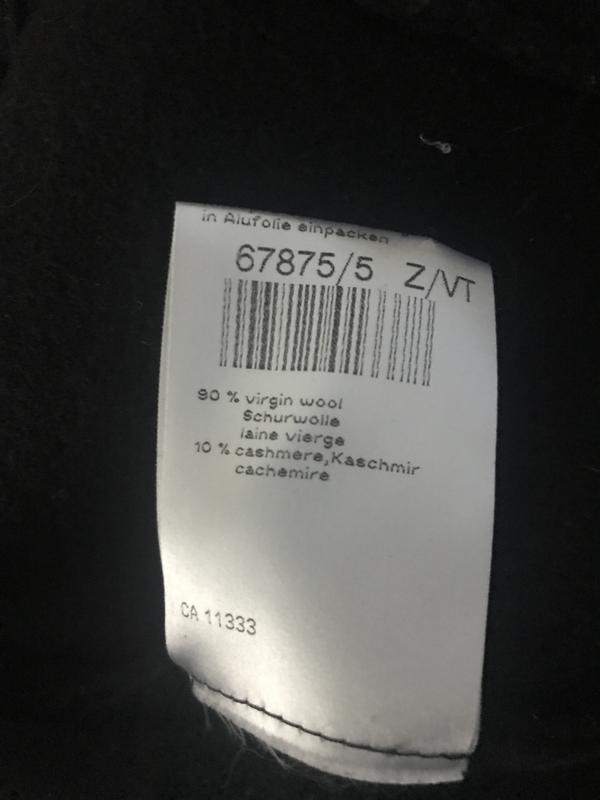 in Alufolie einpacken
67875/5 Z/VT
90 % virgin wool
Schurwolle
laine vierge
10 % cashmere,Kaschmir
cachemire
CA 11333